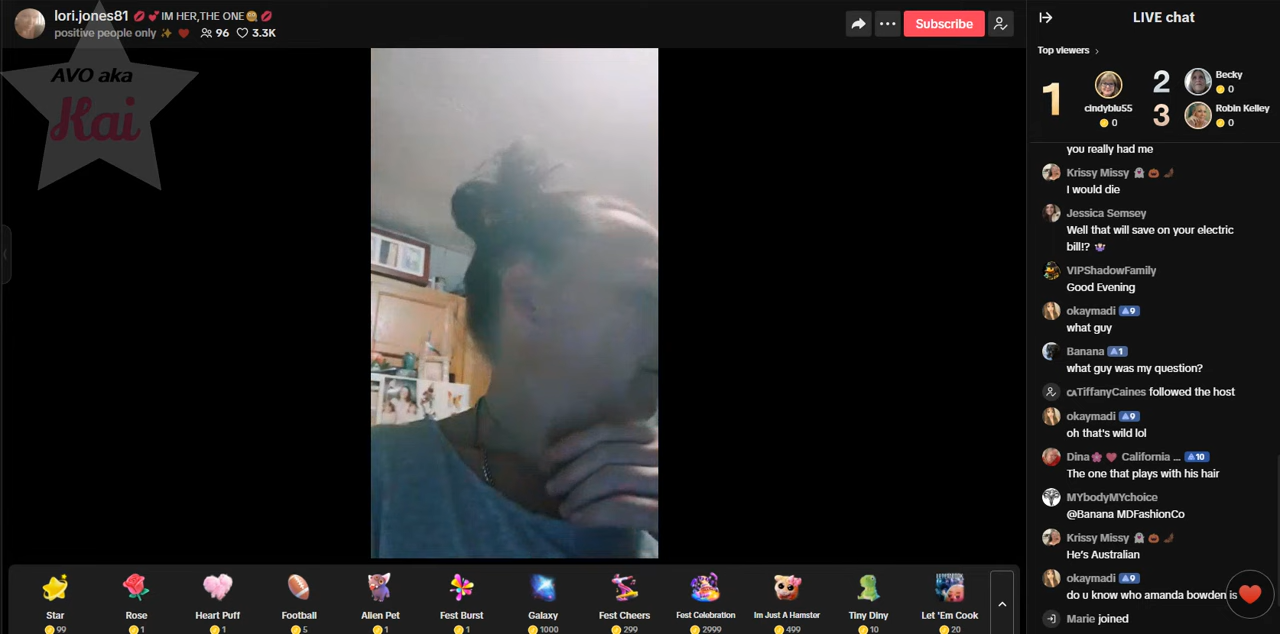 lori.jones81 💋💕IM HER,THE ONE🤷💋
positive people only ✨ ❤️ 96 3.3K
Subscribe
AVO aka
Kai
LIVE chat
Top viewers >
1
cindyblu55
0
2
Becky
0
3
Robin Kelley
0
you really had me
Krissy Missy 👻 🎃
I would die
Jessica Semsey
Well that will save on your electric
bill!?
VIPShadowFamily
Good Evening
okaymadi 9
what guy
Banana 1
what guy was my question?
TiffanyCaines followed the host
okaymadi 9
oh that's wild lol
Dina🌸 ❤️ California ... 10
The one that plays with his hair
MYbodyMYchoice
@Banana MDFashionCo
Krissy Missy 👻 🎃
He's Australian
okaymadi 9
do u know who amanda bowden is
Marie joined
Star
99
Rose
1
Heart Puff
1
Football
5
Alien Pet
1
Fest Burst
1
Galaxy
1000
Fest Cheers
299
Fest Celebration
2999
Im Just A Hamster
499
Tiny Diny
10
Let 'Em Cook
20